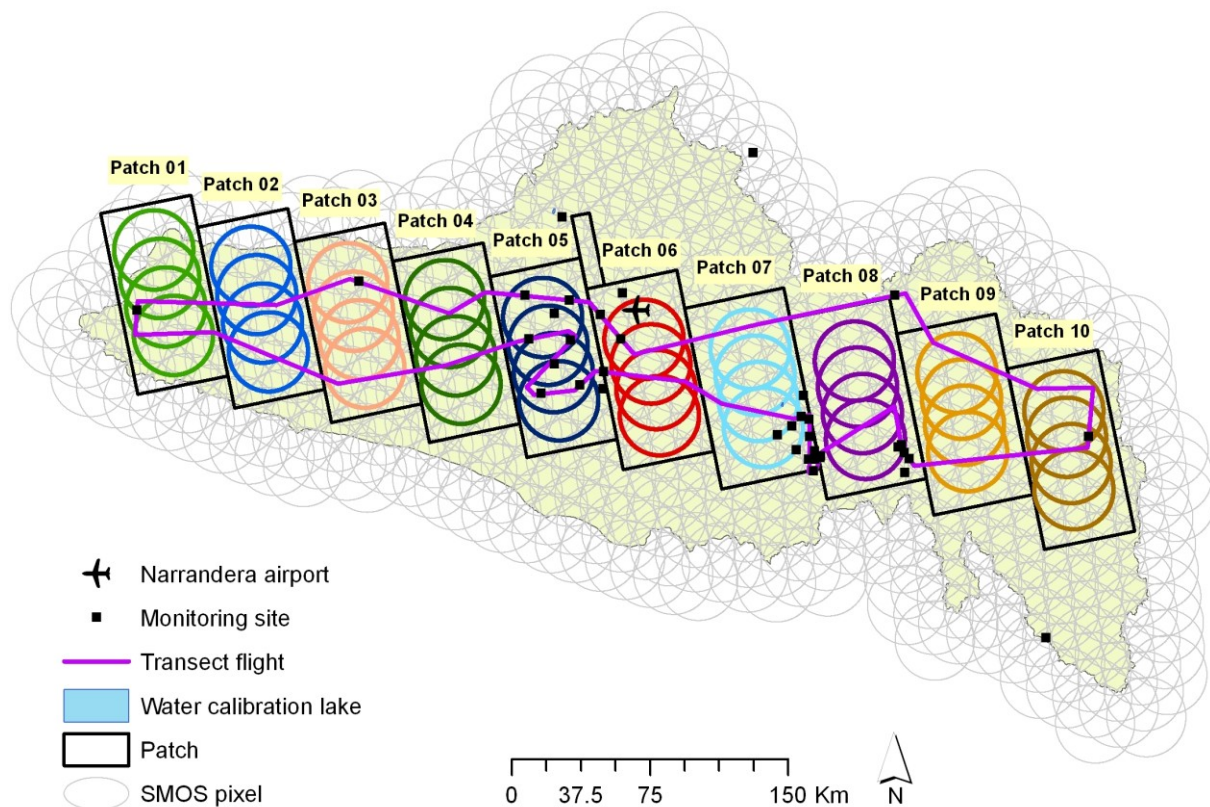 Patch 01
Patch 02
Patch 03
Patch 04
Patch 05
Patch 06
Patch 07
Patch 08
Patch 09
Patch 10
Narrandera airport
Monitoring site
Transect flight
Water calibration lake
Patch
SMOS pixel
0 37.5 75 150 Km
N